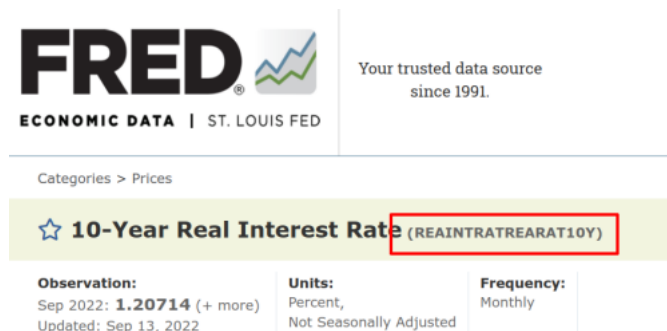 FRED®
ECONOMIC DATA | ST. LOUIS FED
Your trusted data source
since 1991.
Categories > Prices
10-Year Real Interest Rate (REAINTRATREARAT10Y)
Observation:
Sep 2022: 1.20714 (+ more)
Updated: Sep 13, 2022
Units:
Percent,
Not Seasonally Adjusted
Frequency:
Monthly